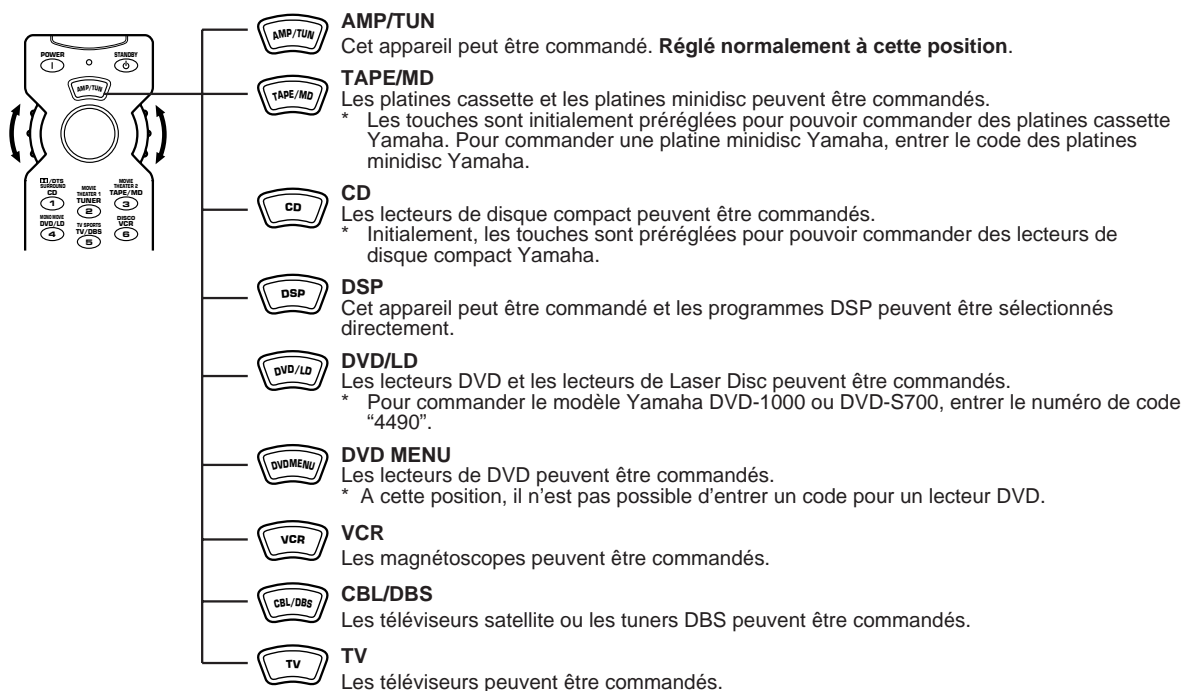 POWER
STANDBY
AMP/TUN
/DTS
SURROUND
CD
1
MOVIE
THEATER 1
TUNER
2
MOVIE
THEATER 2
TAPE/MD
3
MONO MOVIE
DVD/LD
4
TV SPORTS
TV/DBS
5
DISCO
VCR
6
AMP/TUN
AMP/TUN
Cet appareil peut être commandé. Réglé normalement à cette position.
TAPE/MD
TAPE/MD
Les platines cassette et les platines minidisc peuvent être commandés.
* Les touches sont initialement préréglées pour pouvoir commander des platines cassette
Yamaha. Pour commander une platine minidisc Yamaha, entrer le code des platines
minidisc Yamaha.
CD
CD
Les lecteurs de disque compact peuvent être commandés.
* Initialement, les touches sont préréglées pour pouvoir commander des lecteurs de
disque compact Yamaha.
DSP
DSP
Cet appareil peut être commandé et les programmes DSP peuvent être sélectionnés
directement.
DVD/LD
DVD/LD
Les lecteurs DVD et les lecteurs de Laser Disc peuvent être commandés.
* Pour commander le modèle Yamaha DVD-1000 ou DVD-S700, entrer le numéro de code
“4490”.
DVDMENU
DVD MENU
Les lecteurs de DVD peuvent être commandés.
* A cette position, il n’est pas possible d’entrer un code pour un lecteur DVD.
VCR
VCR
Les magnétoscopes peuvent être commandés.
CBL/DBS
CBL/DBS
Les téléviseurs satellite ou les tuners DBS peuvent être commandés.
TV
TV
Les téléviseurs peuvent être commandés.